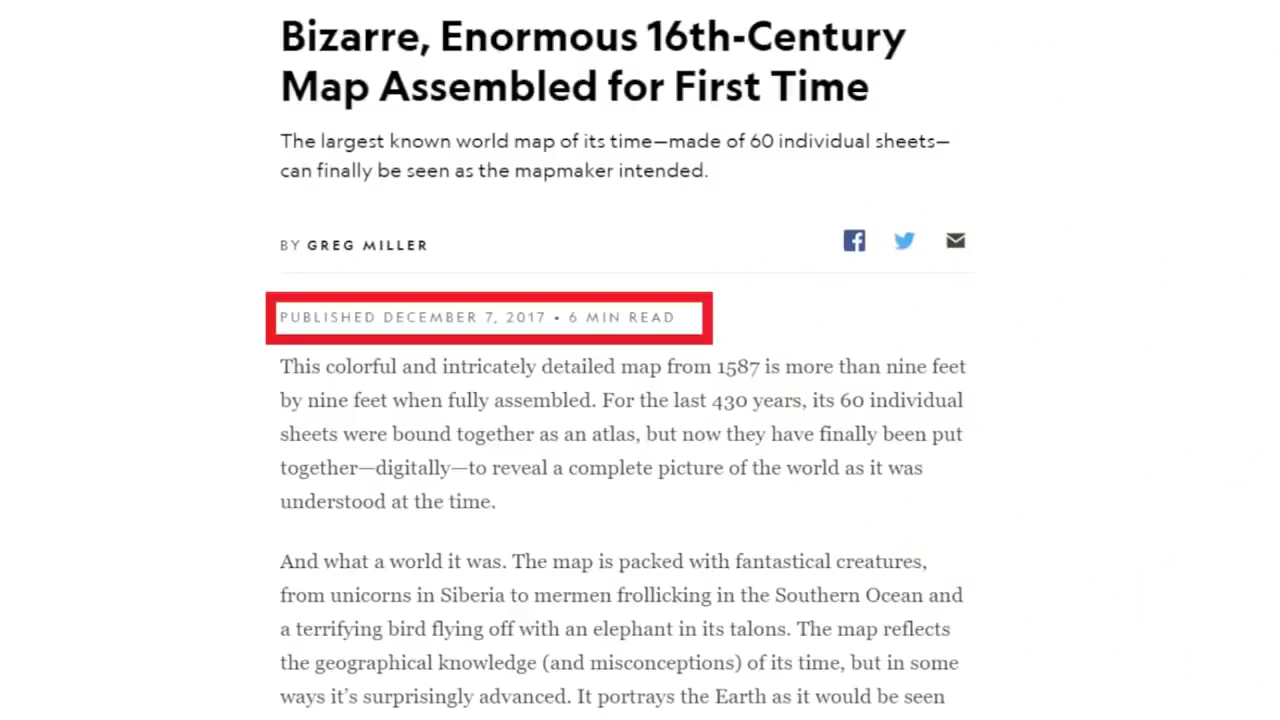 Bizarre, Enormous 16th-Century
Map Assembled for First Time
The largest known world map of its time—made of 60 individual sheets—
can finally be seen as the mapmaker intended.
BY GREG MILLER
PUBLISHED DECEMBER 7, 2017 • 6 MIN READ
This colorful and intricately detailed map from 1587 is more than nine feet
by nine feet when fully assembled. For the last 430 years, its 60 individual
sheets were bound together as an atlas, but now they have finally been put
together—digitally—to reveal a complete picture of the world as it was
understood at the time.
And what a world it was. The map is packed with fantastical creatures,
from unicorns in Siberia to mermen frollicking in the Southern Ocean and
a terrifying bird flying off with an elephant in its talons. The map reflects
the geographical knowledge (and misconceptions) of its time, but in some
ways it's surprisingly advanced. It portrays the Earth as it would be seen